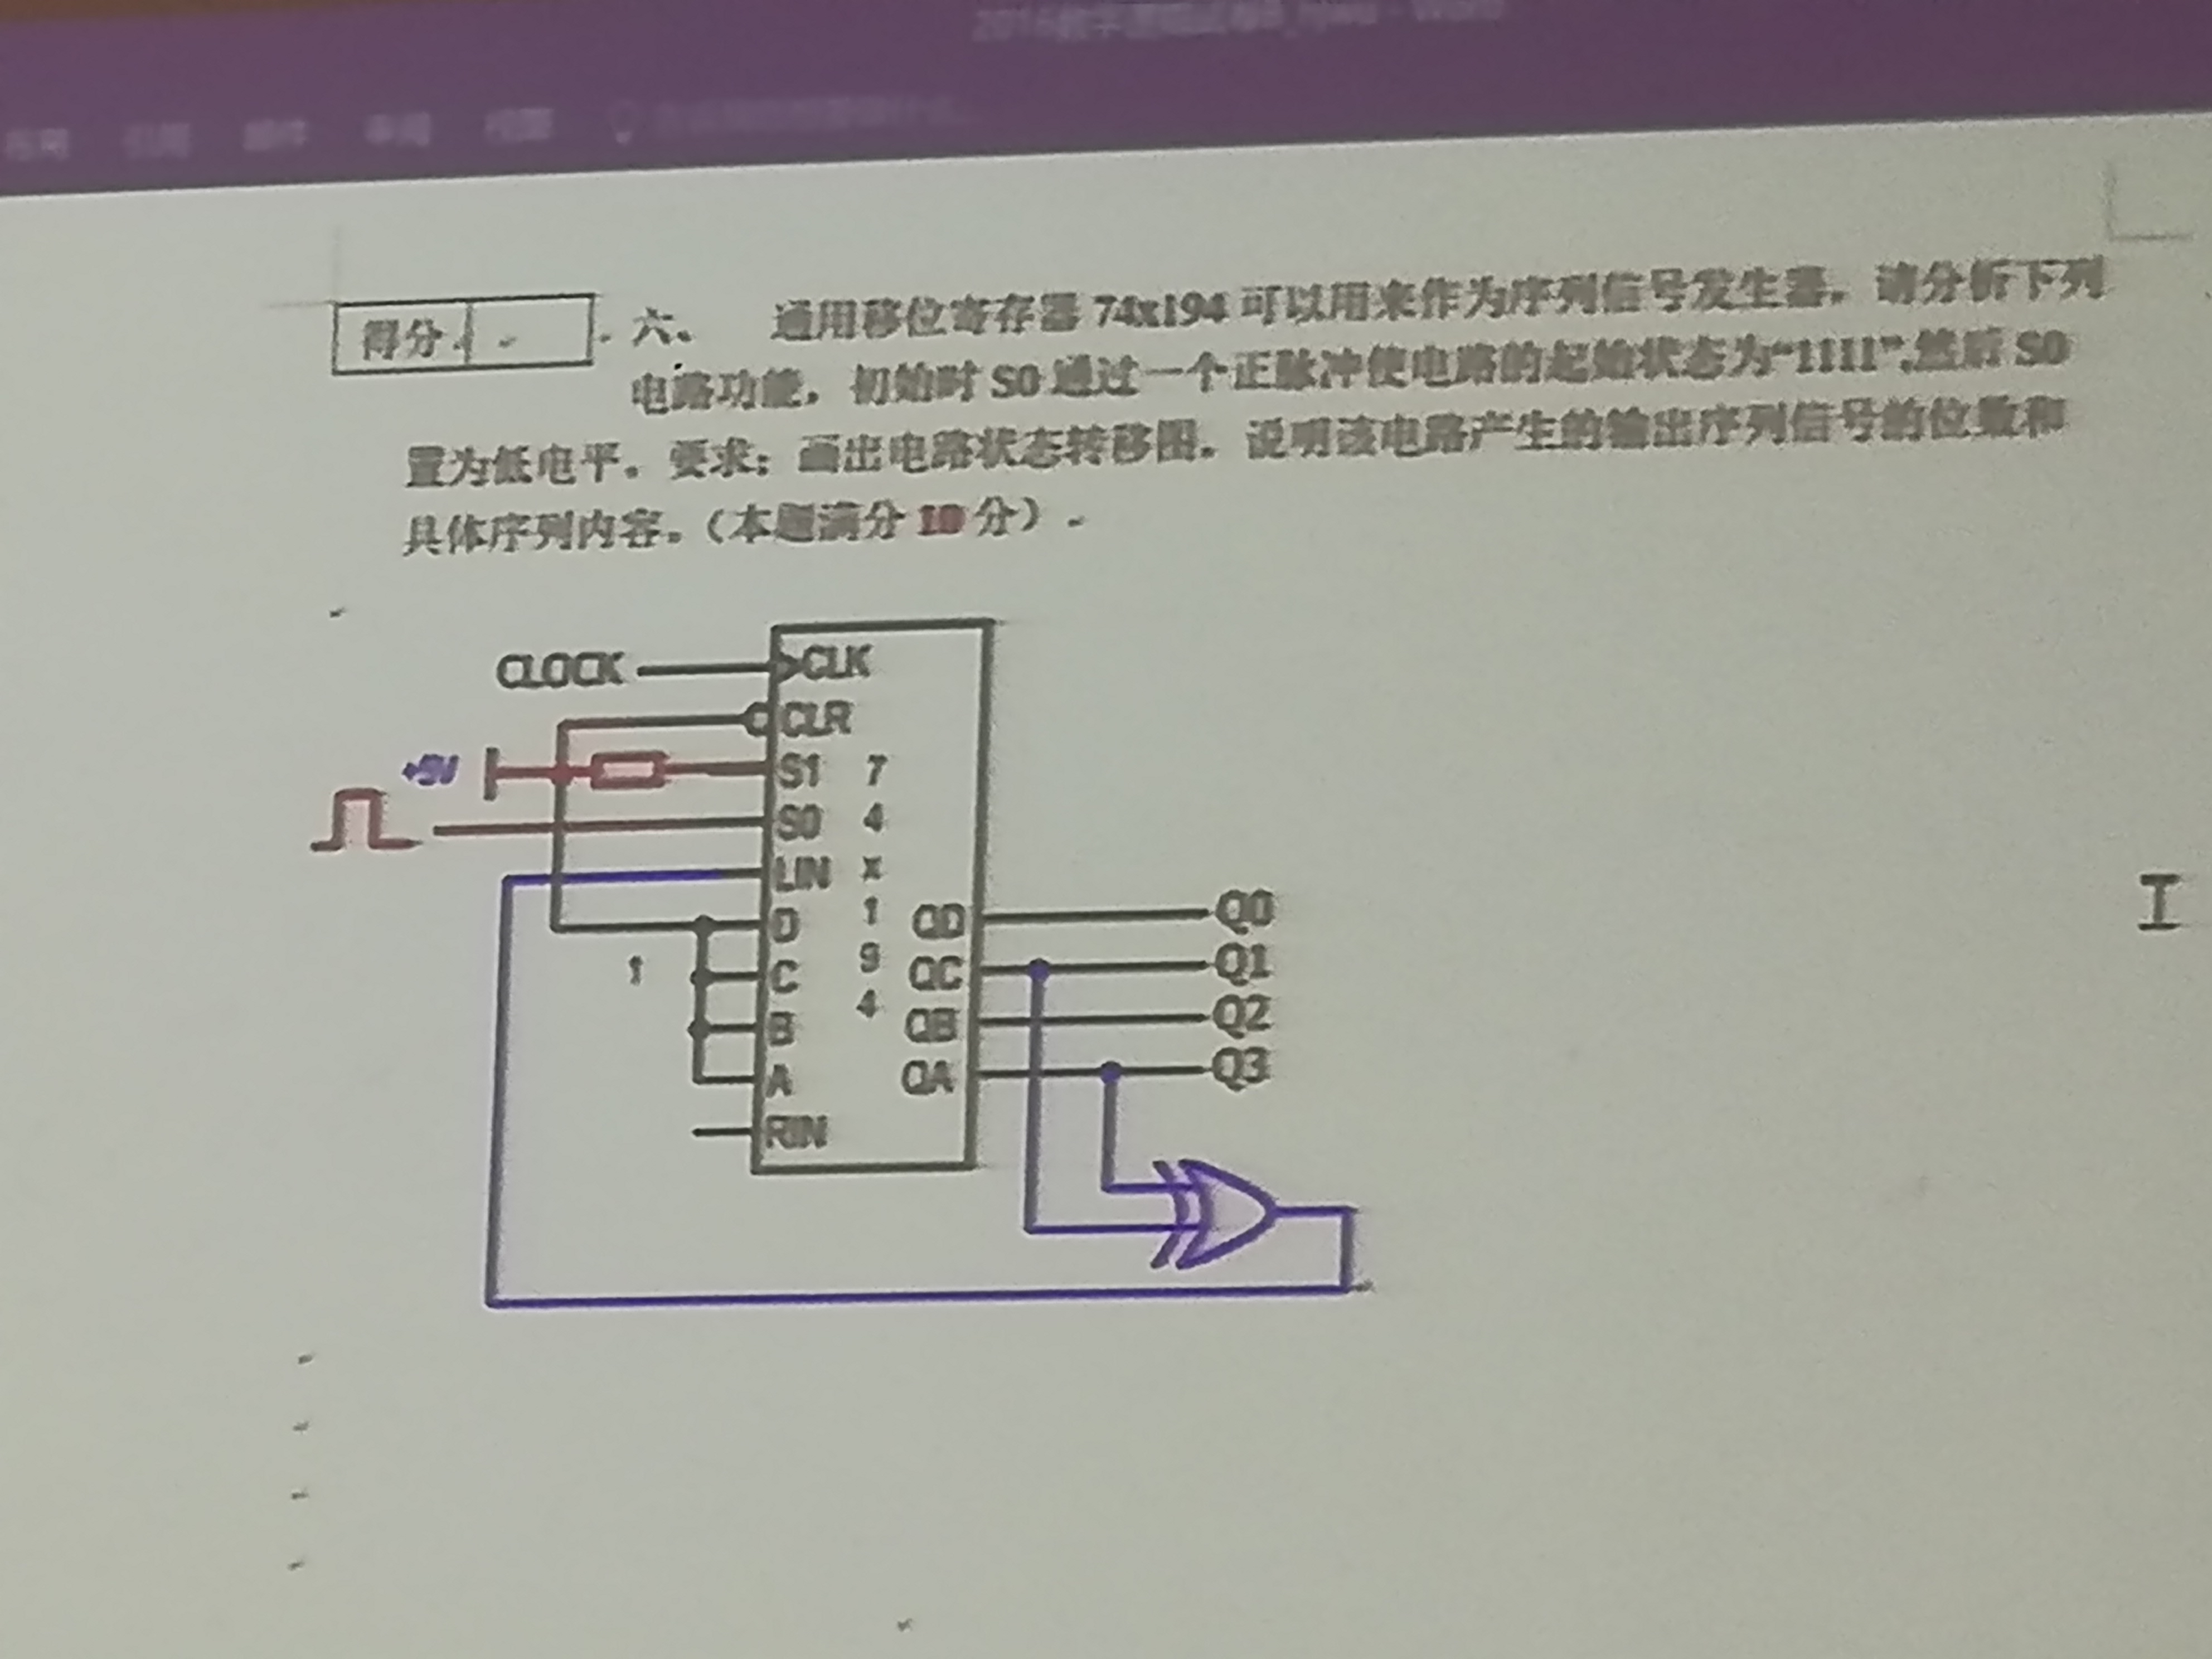 得分
六、 通用移位寄存器 74x194 可以用来作为序列信号发生器。请分析下列
电路功能，初始时 S0 通过一个正脉冲使电路的起始状态为“1111”,然后 S0
置为低电平。要求：画出电路状态转移图。说明该电路产生的输出序列信号的位数和
具体序列内容。（本题满分 10 分）
CLOCK CLK
CLR
+5V S1 7
S0 4
LIN x
D 1 QD Q0
1 C 9 QC Q1
B 4 QB Q2
A QA Q3
RIN